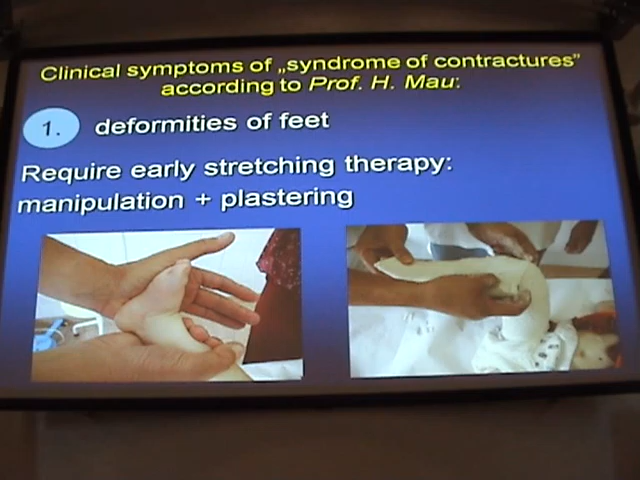 Clinical symptoms of „syndrome of contractures”
according to Prof. H. Mau:
1. deformities of feet
Require early stretching therapy:
manipulation + plastering